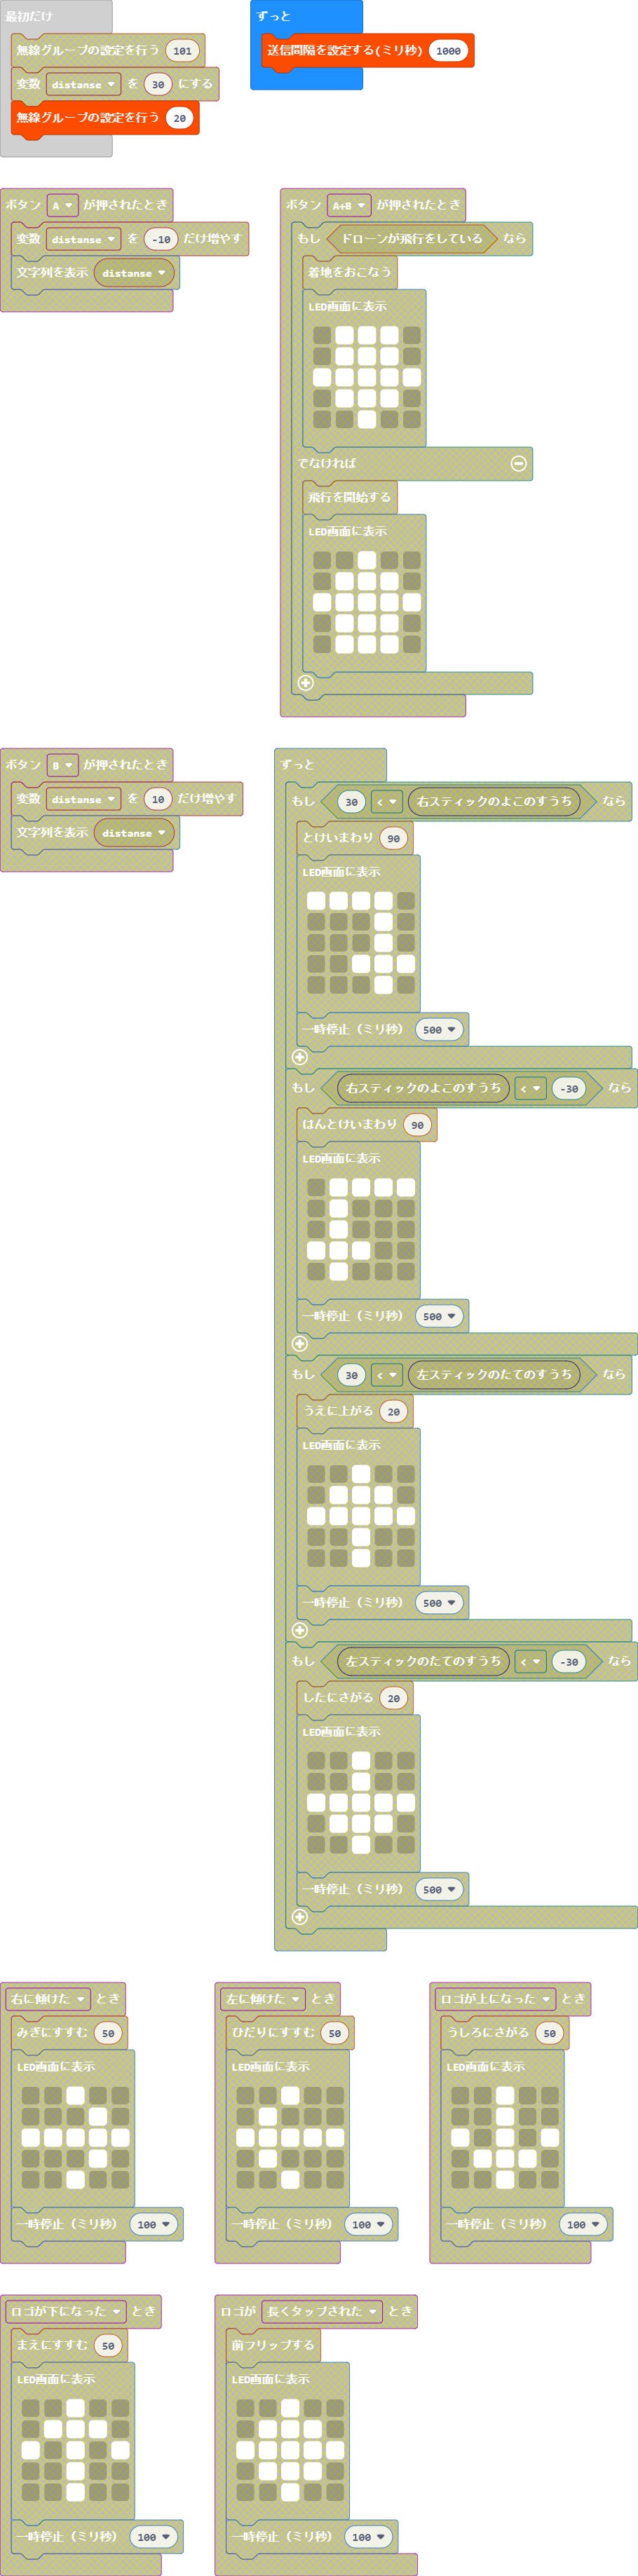 最初だけ
無線グループの設定を行う 101
変数 distanse を 30 にする
無線グループの設定を行う 20
ずっと
送信間隔を設定する(ミリ秒) 1000
ボタン A が押されたとき
変数 distanse を -10 だけ増やす
文字列を表示 distanse
ボタン A+B が押されたとき
もし ドローンが飛行をしている なら
着地をおこなう
LED画面に表示
でなければ
飛行を開始する
LED画面に表示
ボタン B が押されたとき
変数 distanse を 10 だけ増やす
文字列を表示 distanse
ずっと
もし 30 < 右スティックのよこのすうち なら
とけいまわり 90
LED画面に表示
一時停止（ミリ秒） 500
もし 右スティックのよこのすうち < -30 なら
はんとけいまわり 90
LED画面に表示
一時停止（ミリ秒） 500
もし 30 < 左スティックのたてのすうち なら
うえに上がる 20
LED画面に表示
一時停止（ミリ秒） 500
もし 左スティックのたてのすうち < -30 なら
したにさがる 20
LED画面に表示
一時停止（ミリ秒） 500
右に傾けた とき
みぎにすすむ 50
LED画面に表示
一時停止（ミリ秒） 100
左に傾けた とき
ひだりにすすむ 50
LED画面に表示
一時停止（ミリ秒） 100
ロゴが上になった とき
うしろにさがる 50
LED画面に表示
一時停止（ミリ秒） 100
ロゴが下になった とき
まえにすすむ 50
LED画面に表示
一時停止（ミリ秒） 100
ロゴが 長くタップされた とき
前フリップする
LED画面に表示
一時停止（ミリ秒） 100